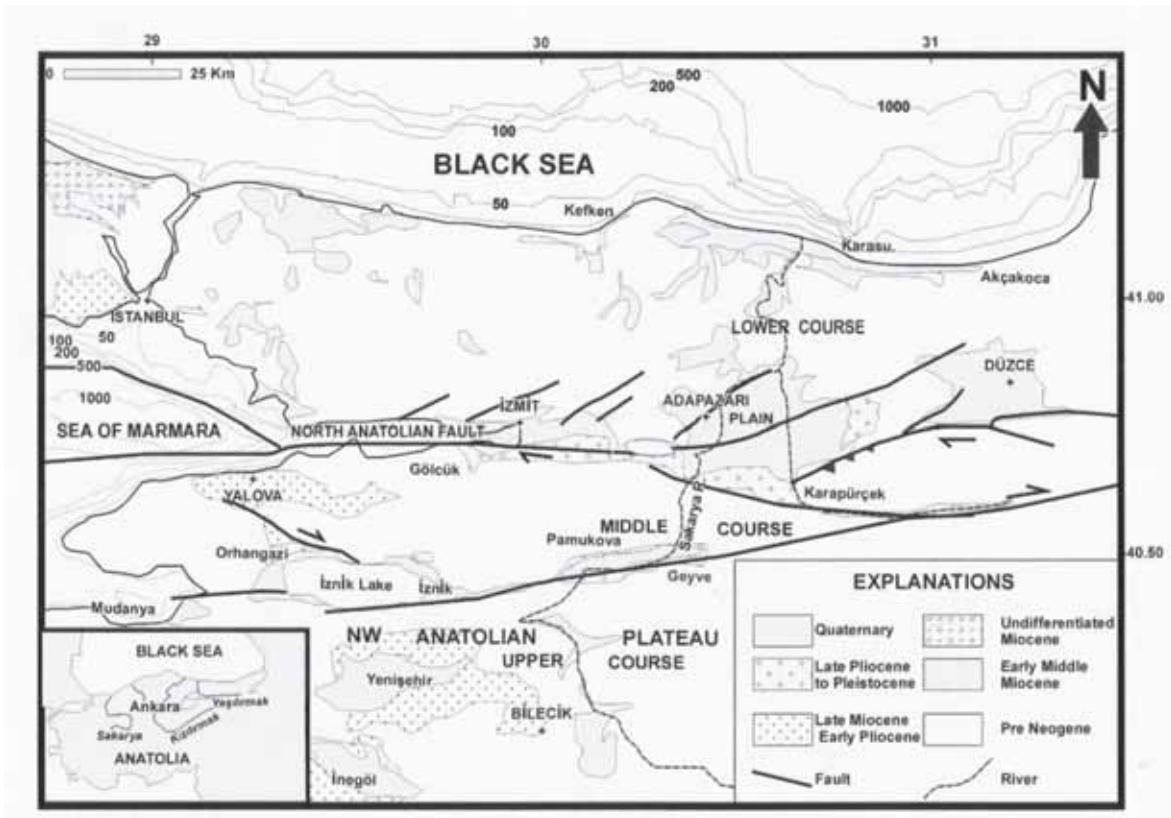 29
30
31
0
25 Km
500
200
1000
N
100
BLACK SEA
50
Kefken
Karasu.
Akçakoca
41.00
İSTANBUL
50
100
200
500
1000
LOWER COURSE
DÜZCE
İZMİT
ADAPAZARI
PLAIN
SEA OF MARMARA
NORTH ANATOLIAN FAULT
Gölcük
YALOVA
Karapürçek
Sakarya R.
MIDDLE COURSE
Pamukova
Orhangazi
40.50
Geyve
İznİk Lake
İznİk
Mudanya
NW ANATOLIAN PLATEAU
UPPER COURSE
Yenişehir
BİLECİK
İnegöl
BLACK SEA
Ankara
Yeşilırmak
Kızılırmak
Sakarya
ANATOLIA
EXPLANATIONS
Quaternary
Undifferentiated
Miocene
Late Pliocene
to Pleistocene
Early Middle
Miocene
Late Miocene
Early Pliocene
Pre Neogene
Fault
River